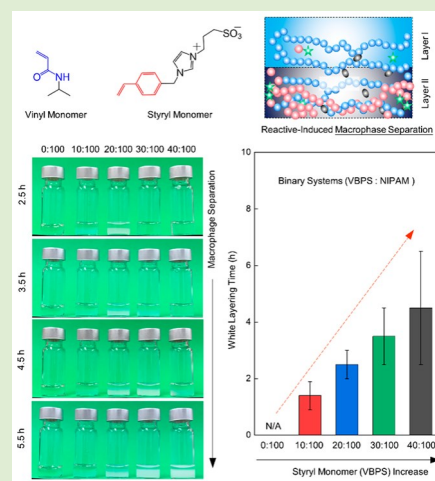 SO₃⁻
N
+
N
O
NH
Vinyl Monomer
Styryl Monomer
Layer I
Layer II
Reactive-Induced Macrophase Separation
0:100 10:100 20:100 30:100 40:100
2.5 h
3.5 h
4.5 h
5.5 h
Macrophage Separation
Binary Systems (VBPS : NIPAM)
White Layering Time (h)
10
8
6
4
2
0
N/A
0:100 10:100 20:100 30:100 40:100
Styryl Monomer (VBPS) Increase